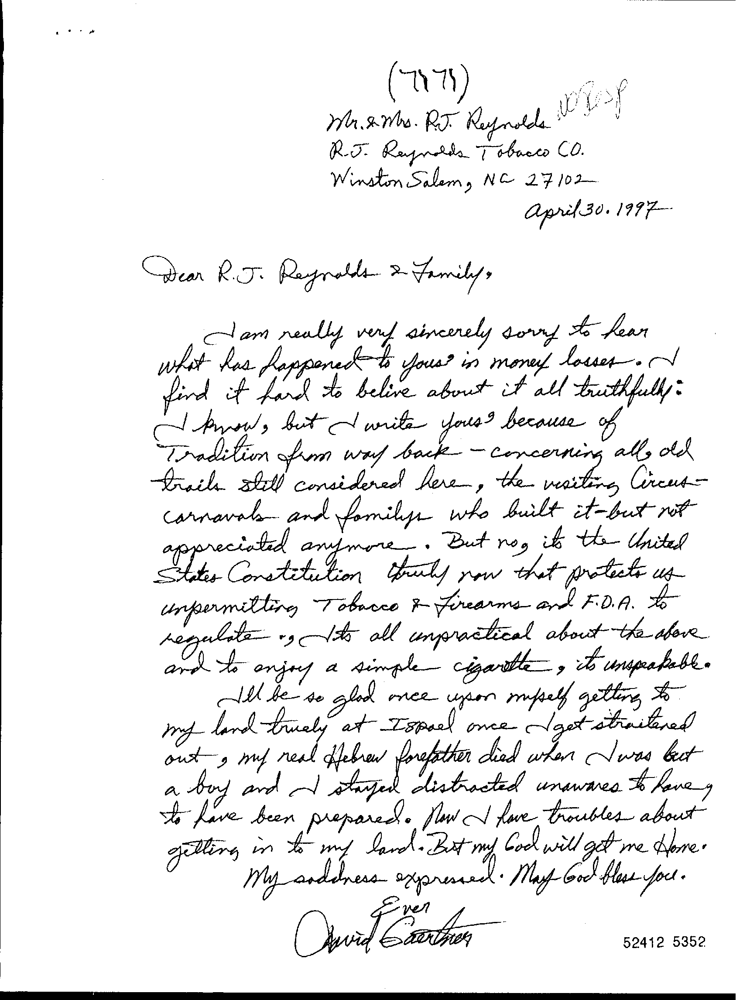 (7171)
No Resp
Mr. & Mrs. R.J. Reynolds
R.J. Reynolds Tobacco CO.
Winston Salem, NC 27102
April 30. 1997
Dear R.J. Reynolds & Family,
I am really very sincerely sorry to hear
what has happened to yous' in money losses. I
find it hard to belive about it all truthfully:
I know, but I write yous' because of
Tradition from way back - concerning all, old
trails still considered here, the visiting Circus-
carnavals and familys who built it - but not
appreciated anymore. But no, its the United
States Constitution truly now that protects us
unpermitting Tobacco & Firearms and F.D.A. to
regulate., Its all unpractical about the above
and to enjoy a simple cigarette, its unspeakable.
Ill be so glad once upon myself getting to
my land truely at Israel once I get straitened
out, my real Hebrew forefather died when I was but
a boy and I stayed distracted unawares to have,
to have been prepared. Now I have troubles about
getting in to my land. But my God will get me Home.
My saddness expressed. May God bless you.
Ever
David Gaertner
52412 5352